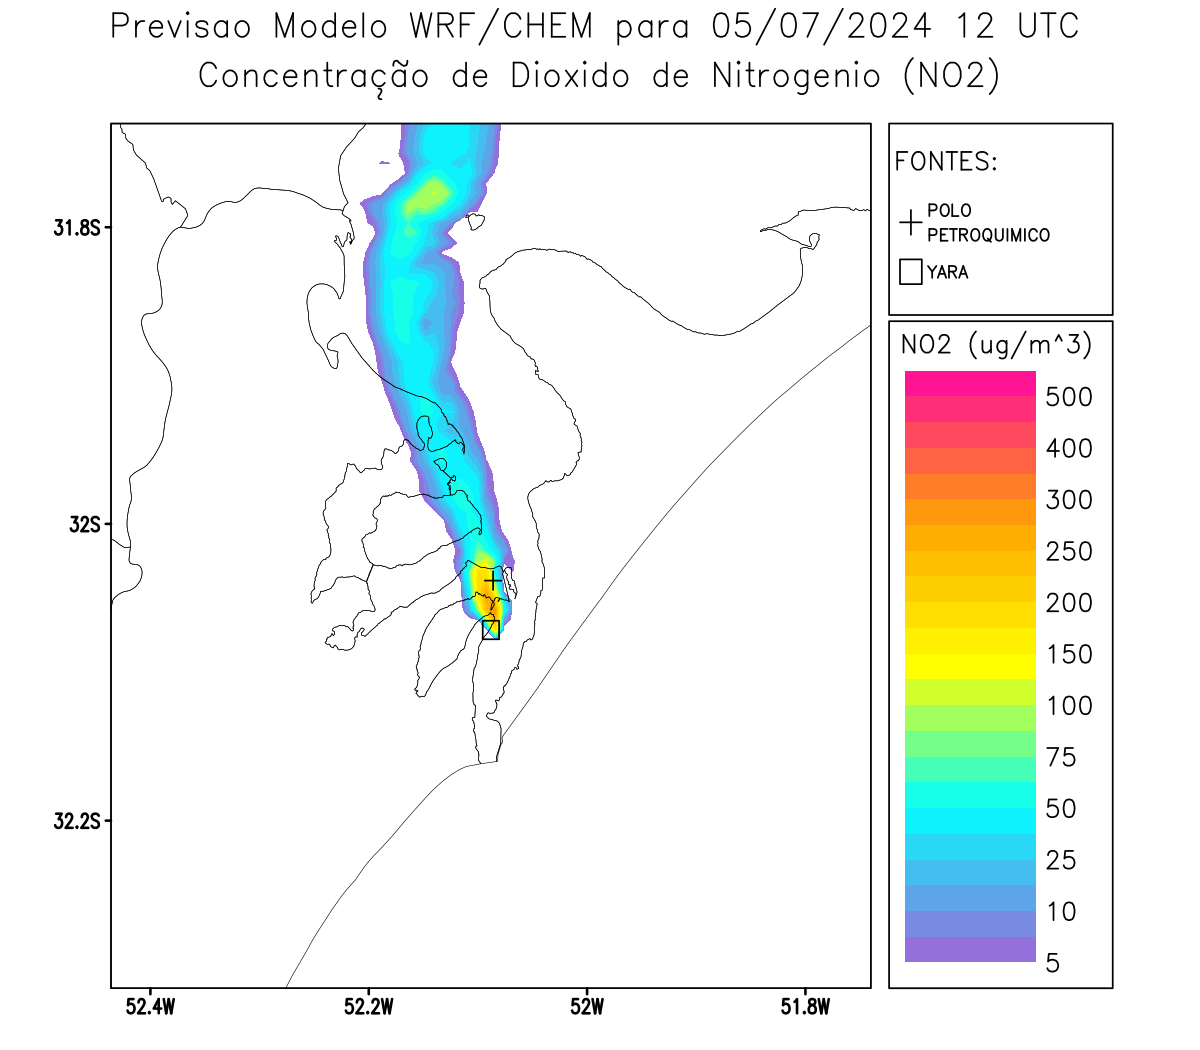 Previsao Modelo WRF/CHEM para 05/07/2024 12 UTC
Concentração de Dioxido de Nitrogenio (NO2)
FONTES:
POLO
PETROQUIMICO
YARA
NO2 (ug/m^3)
500
400
300
250
200
150
100
75
50
25
10
5
31.8S
32S
32.2S
52.4W
52.2W
52W
51.8W